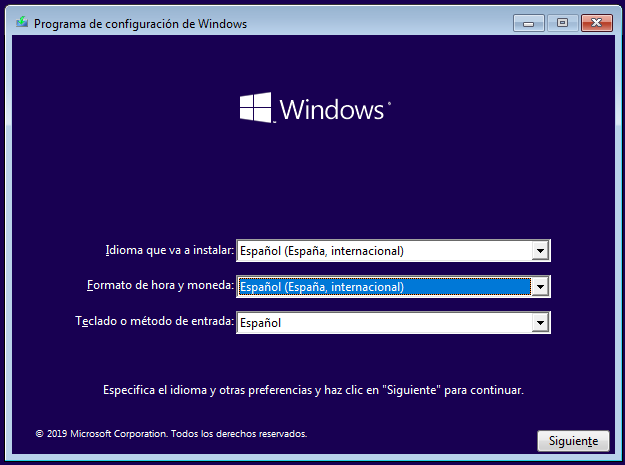 Programa de configuración de Windows
Windows
Idioma que va a instalar: Español (España, internacional)
Formato de hora y moneda: Español (España, internacional)
Teclado o método de entrada: Español
Especifica el idioma y otras preferencias y haz clic en "Siguiente" para continuar.
© 2019 Microsoft Corporation. Todos los derechos reservados.
Siguiente